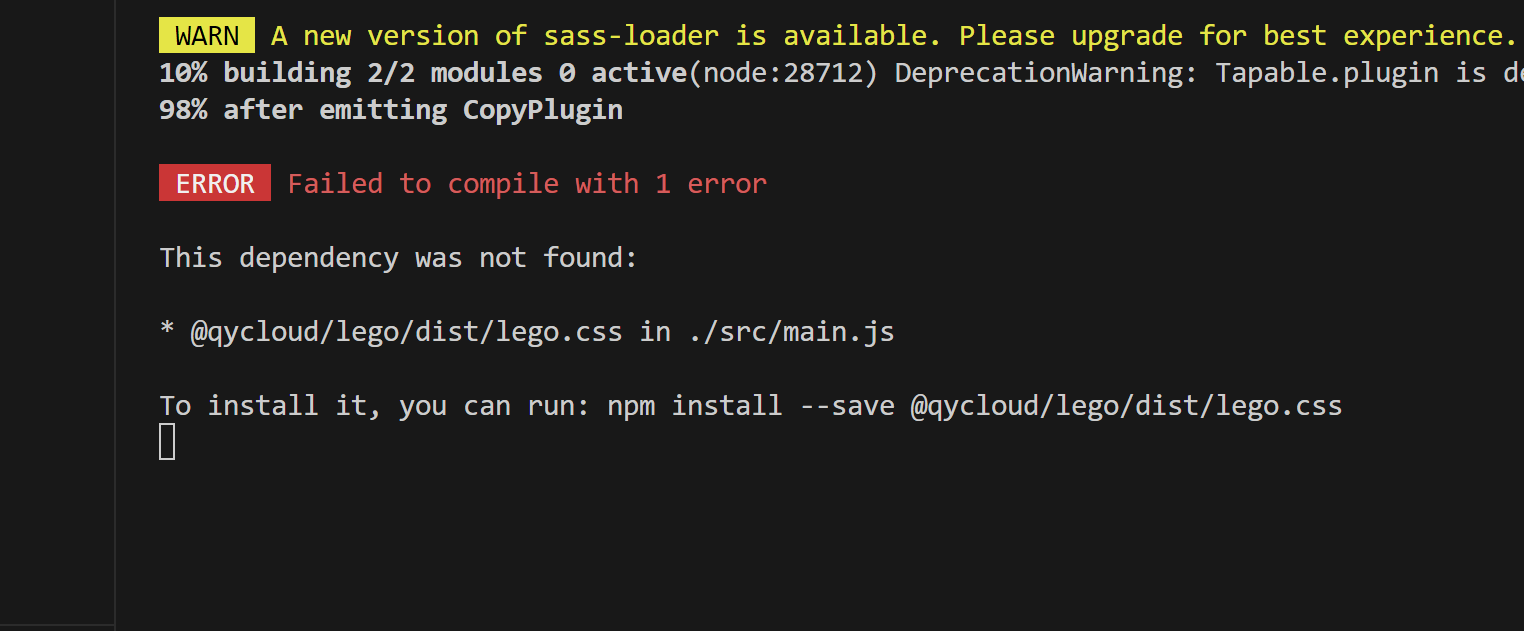 WARN A new version of sass-loader is available. Please upgrade for best experience.
10% building 2/2 modules 0 active(node:28712) DeprecationWarning: Tapable.plugin is
98% after emitting CopyPlugin
ERROR Failed to compile with 1 error
This dependency was not found:
* @qycloud/lego/dist/lego.css in ./src/main.js
To install it, you can run: npm install --save @qycloud/lego/dist/lego.css